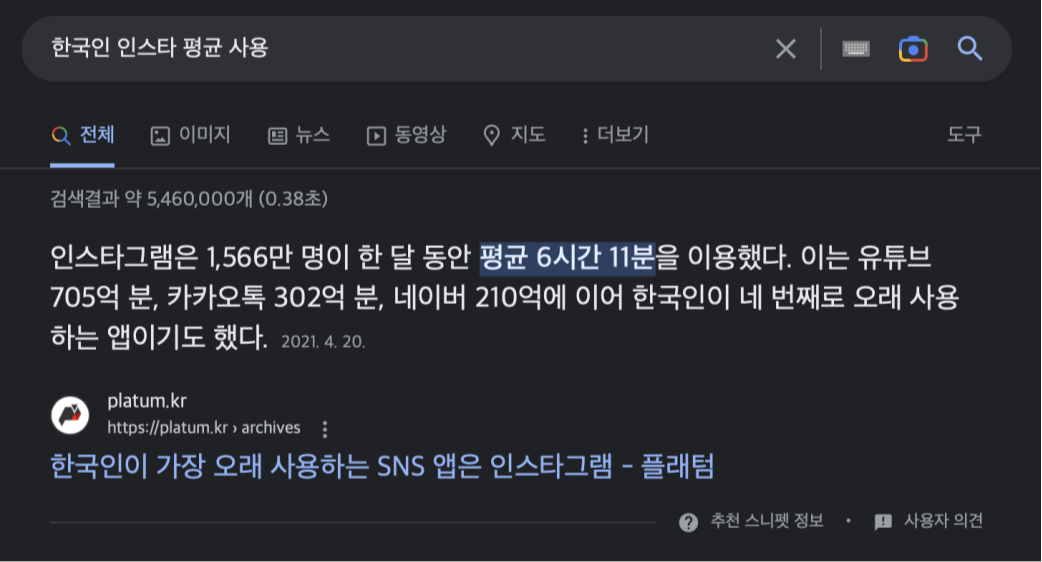 한국인 인스타 평균 사용
전체 이미지 뉴스 동영상 지도 더보기 도구
검색결과 약 5,460,000개 (0.38초)
인스타그램은 1,566만 명이 한 달 동안 평균 6시간 11분을 이용했다. 이는 유튜브
705억 분, 카카오톡 302억 분, 네이버 210억에 이어 한국인이 네 번째로 오래 사용
하는 앱이기도 했다. 2021. 4. 20.
platum.kr
https://platum.kr › archives
한국인이 가장 오래 사용하는 SNS 앱은 인스타그램 - 플래텀
추천 스니펫 정보 • 사용자 의견